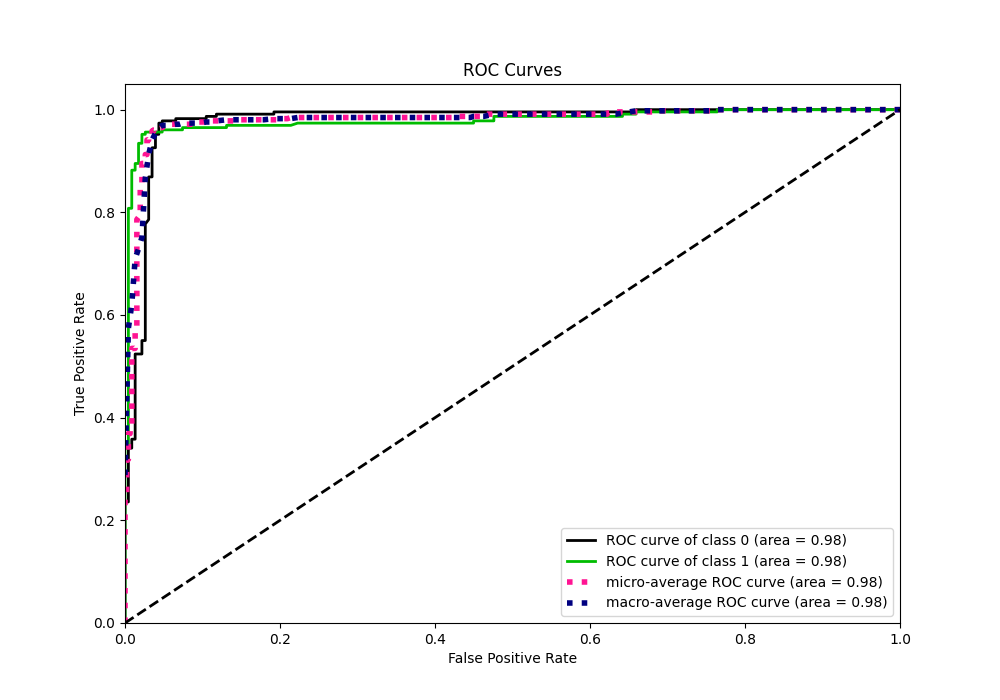 ROC Curves
True Positive Rate
1.0
0.8
0.6
0.4
0.2
0.0
0.0 0.2 0.4 0.6 0.8 1.0
False Positive Rate
ROC curve of class 0 (area = 0.98)
ROC curve of class 1 (area = 0.98)
micro-average ROC curve (area = 0.98)
macro-average ROC curve (area = 0.98)